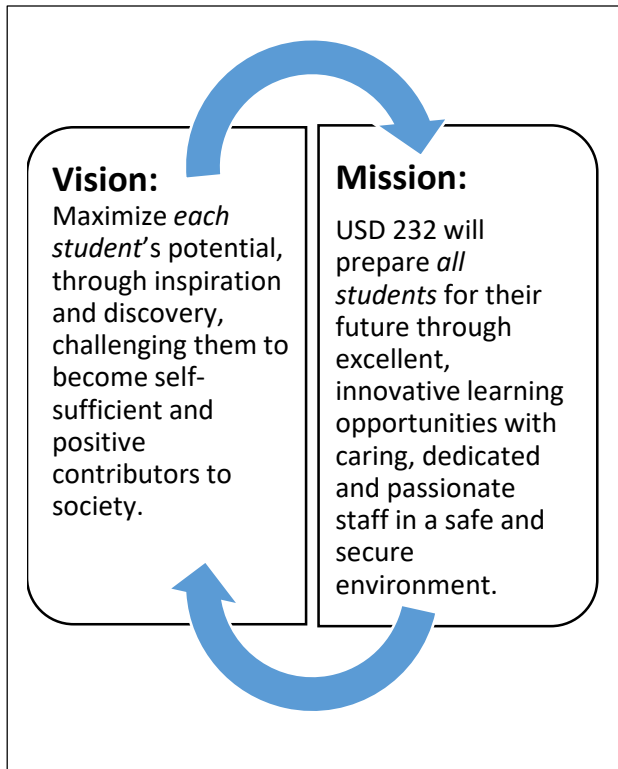 Vision:
Maximize each
student's potential,
through inspiration
and discovery,
challenging them to
become self-
sufficient and
positive
contributors to
society.
Mission:
USD 232 will
prepare all
students for their
future through
excellent,
innovative learning
opportunities with
caring, dedicated
and passionate
staff in a safe and
secure
environment.